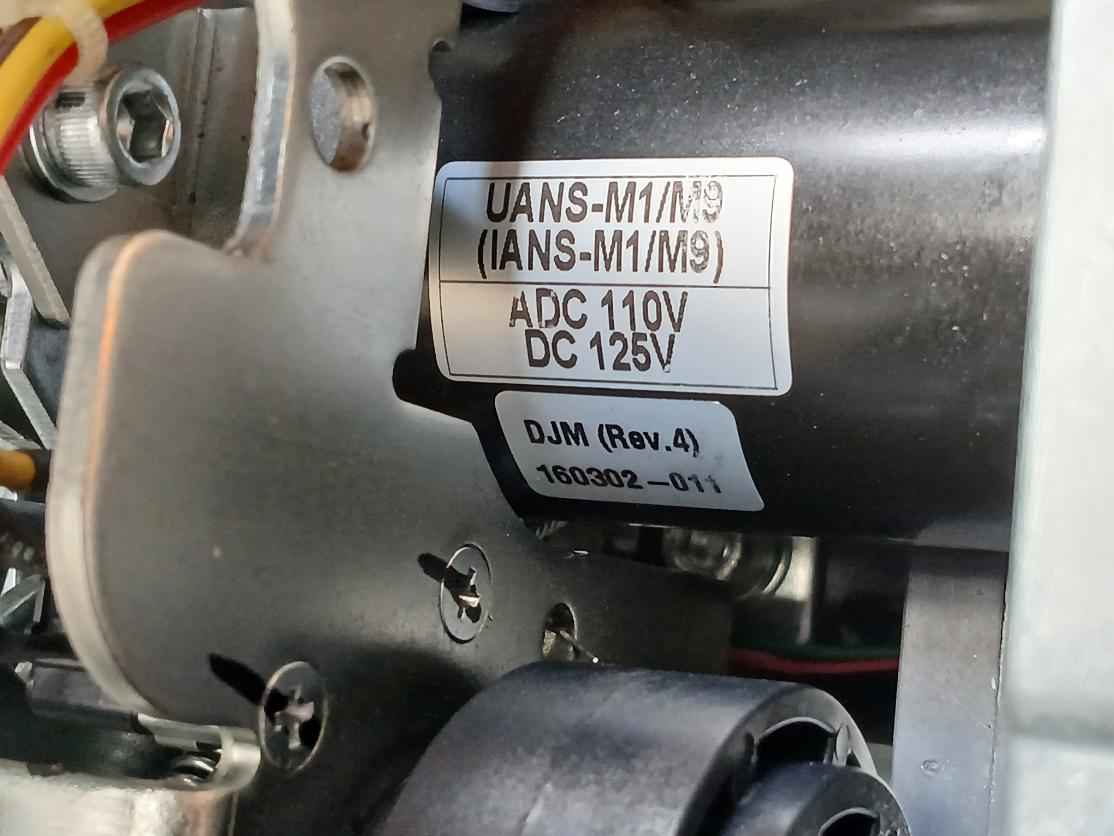 UANS-M1/M9
(IANS-M1/M9)
ADC 110V
DC 125V
DJM (Rev.4)
160302-011